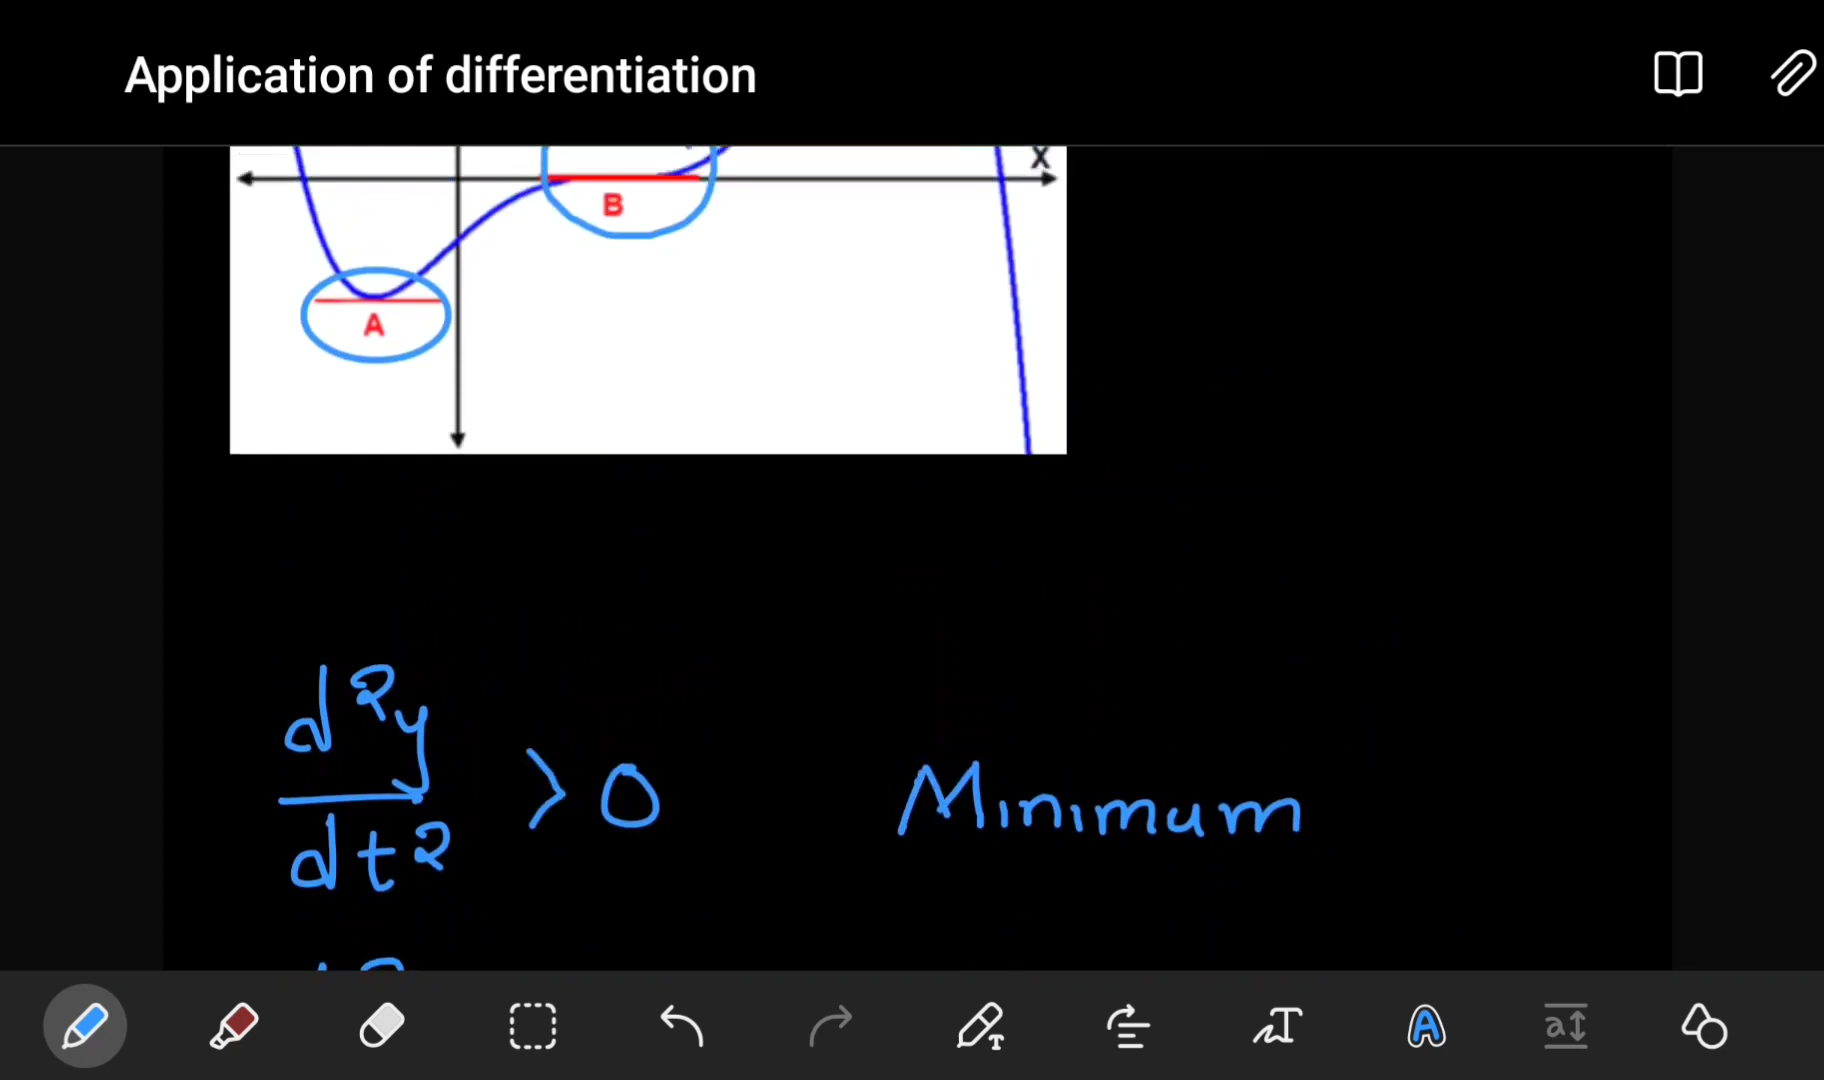 Application of differentiation
X
B
A
d²y
> 0 Minimum
dt²